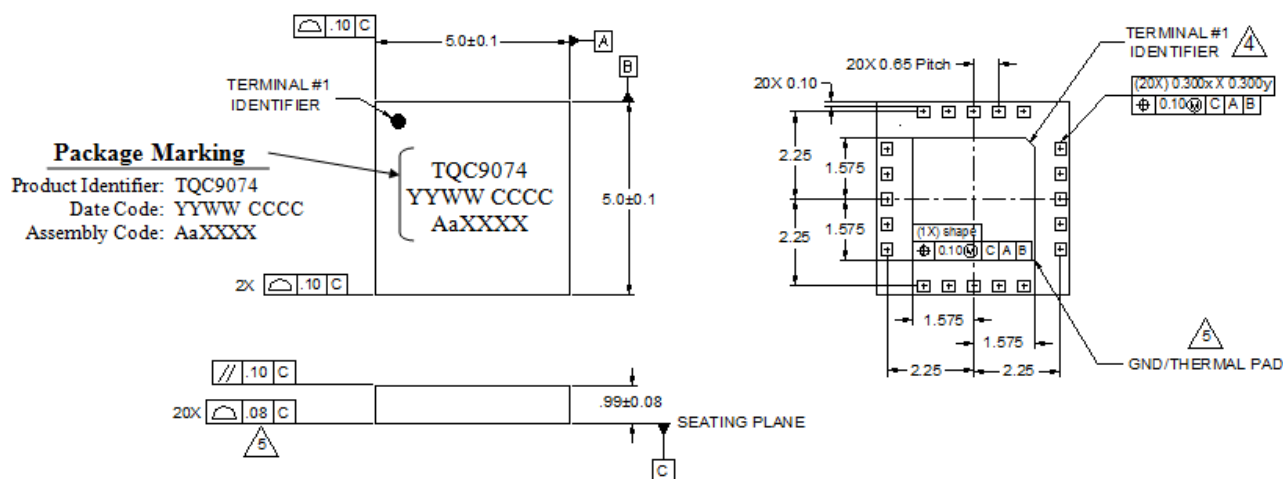 .10 C
5.0±0.1
A
B
TERMINAL #1
IDENTIFIER
Package Marking
Product Identifier: TQC9074
Date Code: YYWW CCCC
Assembly Code: AaXXXX
TQC9074
YYWW CCCC
AaXXXX
5.0±0.1
2X .10 C
// .10 C
20X .08 C
5
.99±0.08
SEATING PLANE
C
TERMINAL #1
IDENTIFIER
4
20X 0.65 Pitch
20X 0.10
(20X) 0.300x X 0.300y
0.10Ⓜ C A B
2.25
1.575
2.25
1.575
(1X) shape
0.10Ⓜ C A B
1.575
1.575
5
GND/THERMAL PAD
2.25
2.25